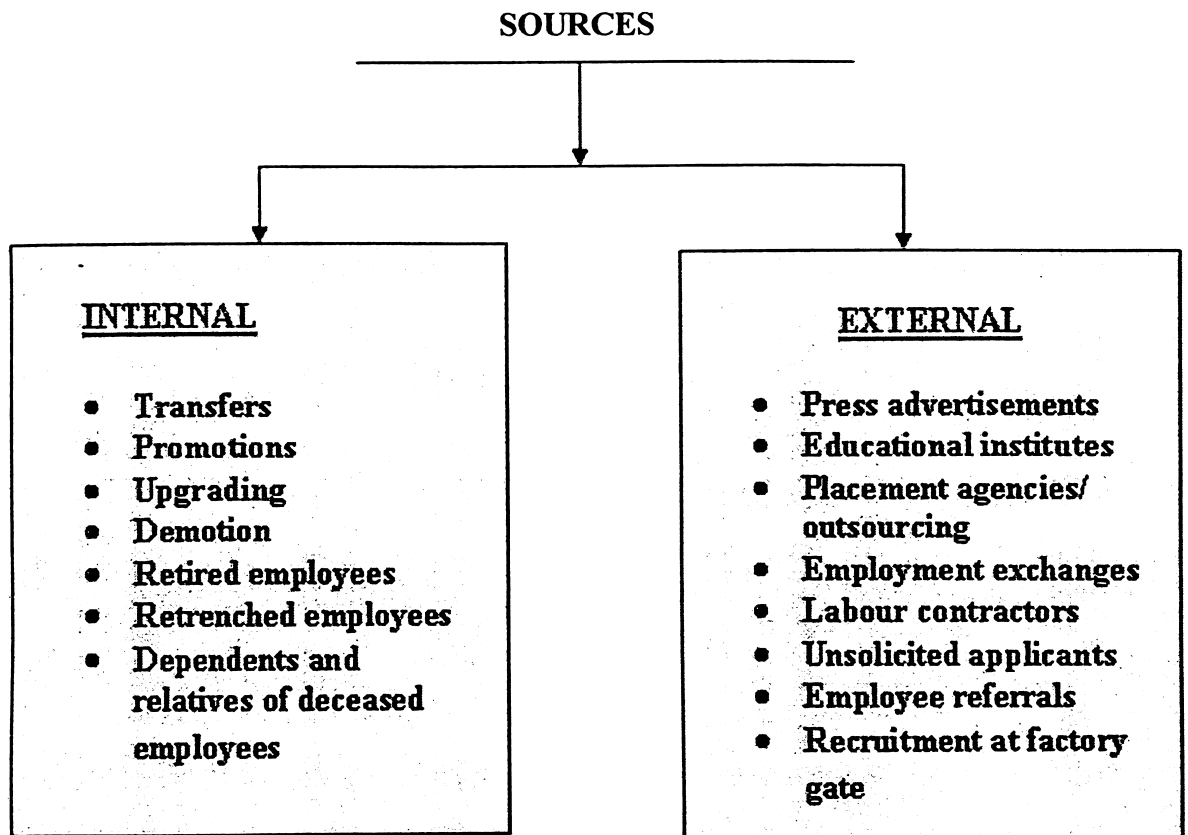 SOURCES
INTERNAL
• Transfers
• Promotions
• Upgrading
• Demotion
• Retired employees
• Retrenched employees
• Dependents and
relatives of deceased
employees
EXTERNAL
• Press advertisements
• Educational institutes
• Placement agencies/
outsourcing
• Employment exchanges
• Labour contractors
• Unsolicited applicants
• Employee referrals
• Recruitment at factory
gate